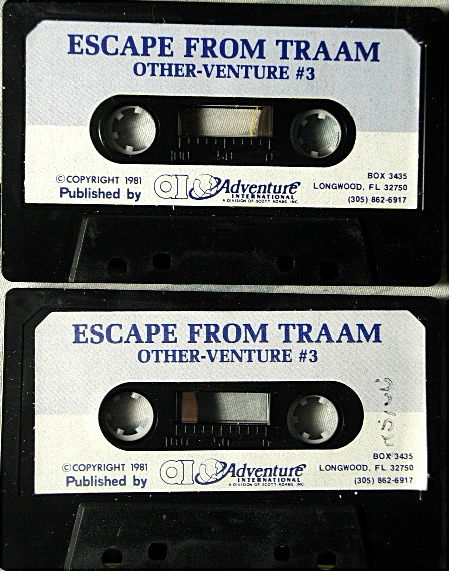 ESCAPE FROM TRAAM
OTHER-VENTURE #3
©COPYRIGHT 1981
Published by
Adventure
INTERNATIONAL
A DIVISION OF SCOTT ADAMS, INC.
BOX 3435
LONGWOOD, FL 32750
(305) 862-6917
ESCAPE FROM TRAAM
OTHER-VENTURE #3
©COPYRIGHT 1981
Published by
Adventure
INTERNATIONAL
A DIVISION OF SCOTT ADAMS, INC.
BOX 3435
LONGWOOD, FL 32750
(305) 862-6917